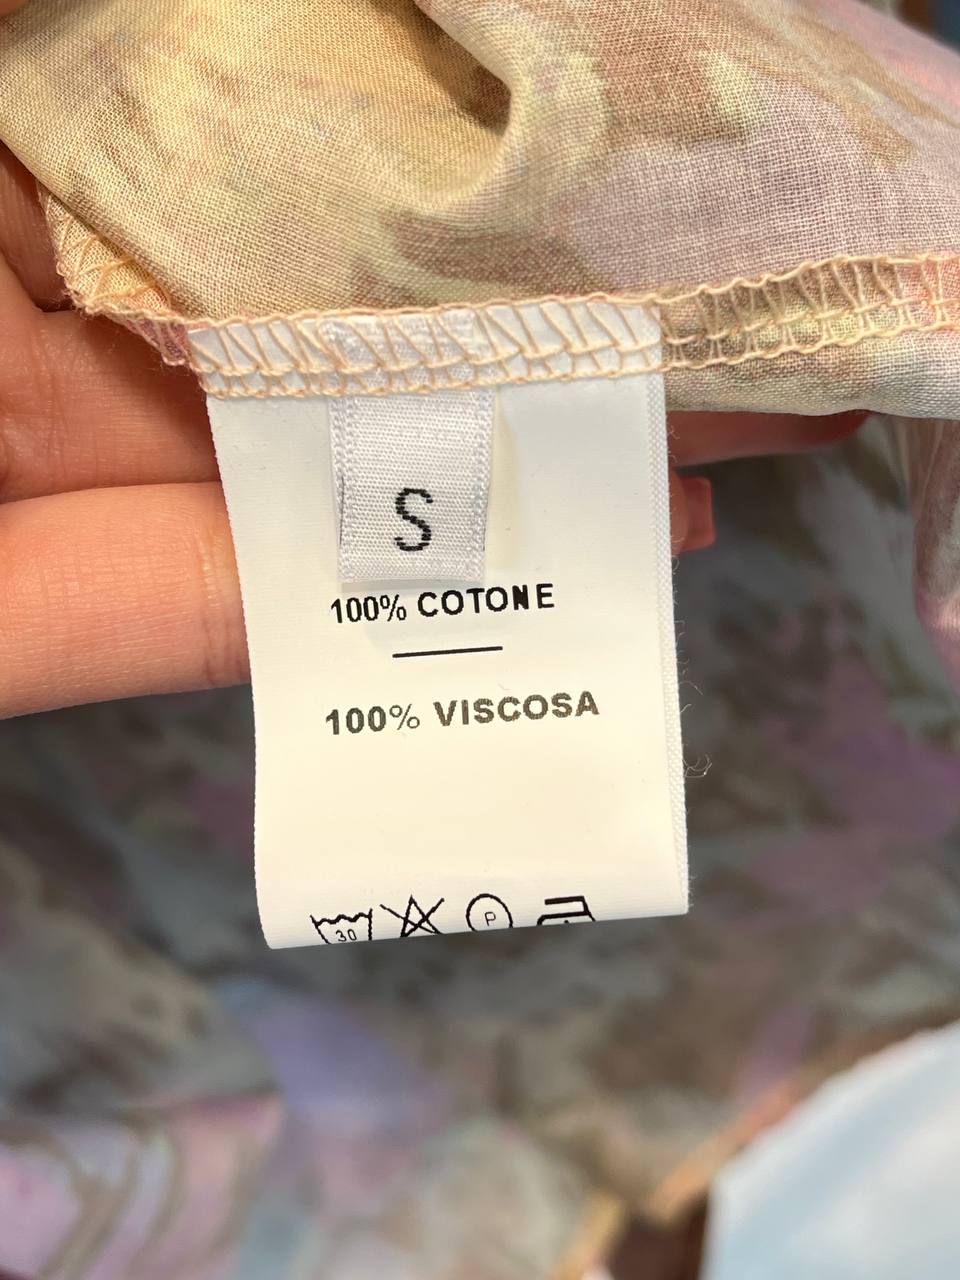 S
100% COTONE
100% VISCOSA
30 P